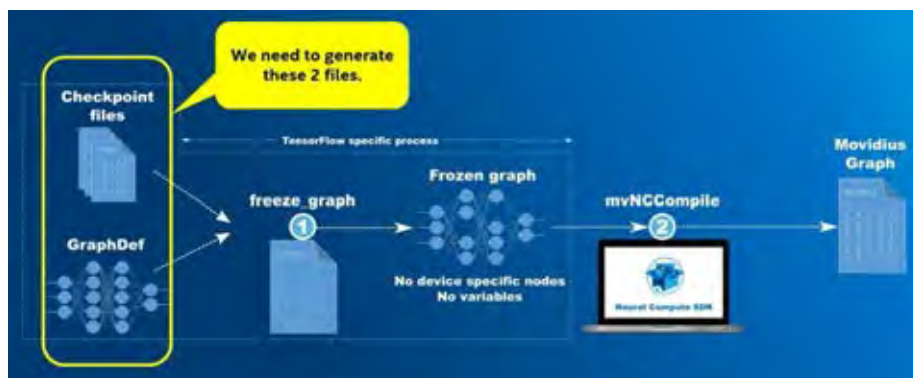 We need to generate
these 2 files.
Checkpoint
files
TensorFlow specific process
Movidius
Graph
Frozen graph
freeze_graph
mvNCCompile
1
2
GraphDef
No device specific nodes
No variables
Neural Compute SDK